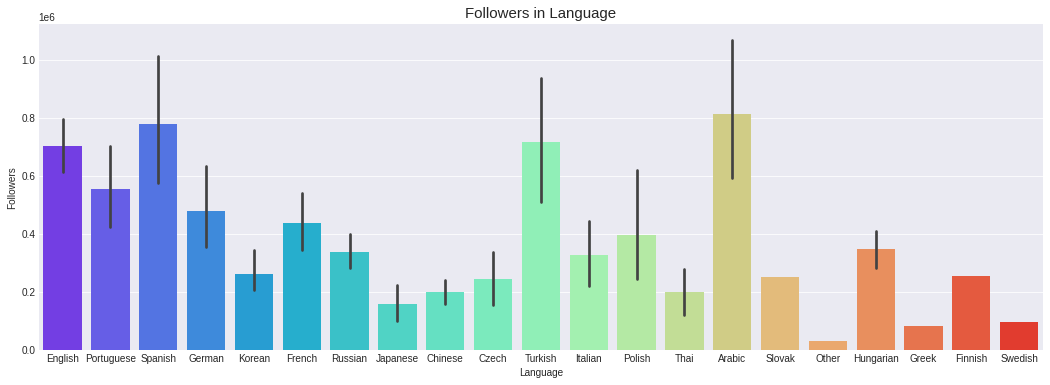 Followers in Language
1e6
1.0
0.8
0.6
0.4
0.2
0.0
Followers
English Portuguese Spanish German Korean French Russian Japanese Chinese Czech Turkish Italian Polish Thai Arabic Slovak Other Hungarian Greek Finnish Swedish
Language